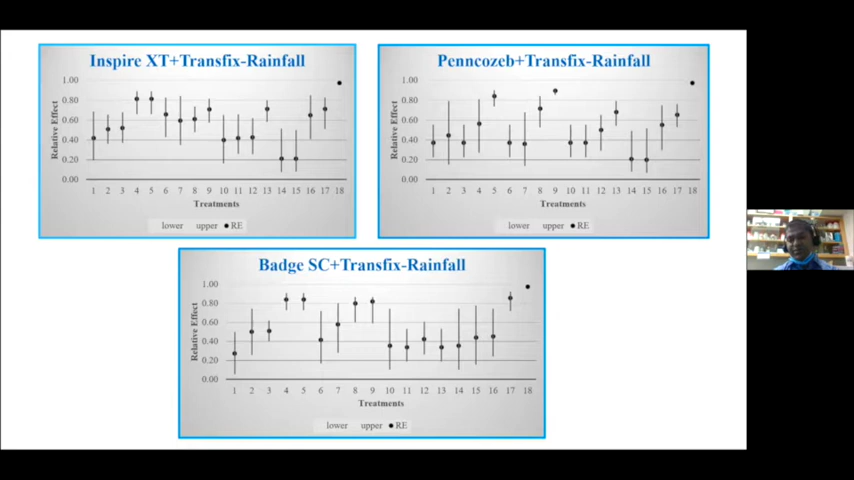 Inspire XT+Transfix-Rainfall
1.00
0.80
0.60
0.40
0.20
0.00
Relative Effect
1 2 3 4 5 6 7 8 9 10 11 12 13 14 15 16 17 18
Treatments
lower upper RE
Penncozeb+Transfix-Rainfall
1.00
0.80
0.60
0.40
0.20
0.00
Relative Effect
1 2 3 4 5 6 7 8 9 10 11 12 13 14 15 16 17 18
Treatments
lower upper RE
Badge SC+Transfix-Rainfall
1.00
0.80
0.60
0.40
0.20
0.00
Relative Effect
1 2 3 4 5 6 7 8 9 10 11 12 13 14 15 16 17 18
Treatments
lower upper RE